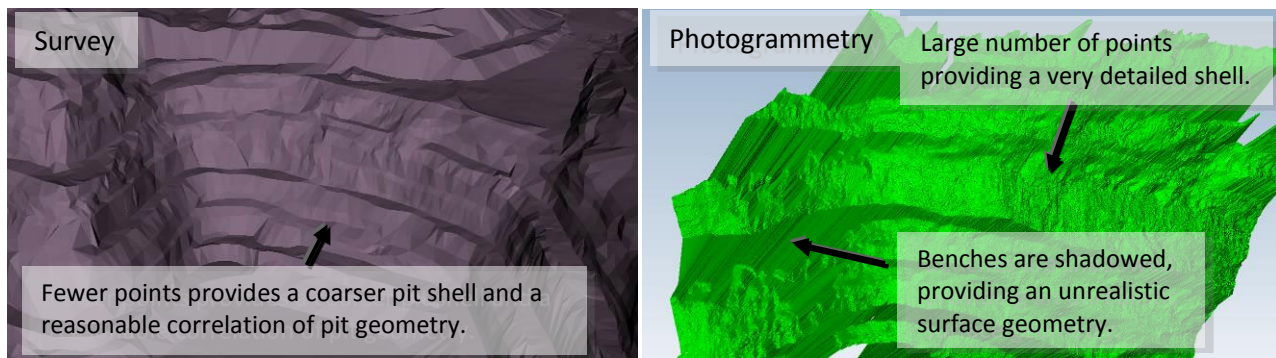 Survey
Fewer points provides a coarser pit shell and a
reasonable correlation of pit geometry.
Photogrammetry
Large number of points
providing a very detailed shell.
Benches are shadowed,
providing an unrealistic
surface geometry.